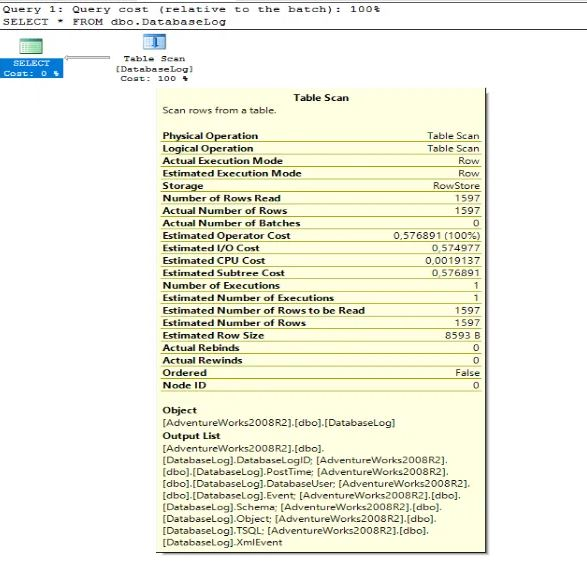 Query 1: Query cost (relative to the batch): 100%
SELECT * FROM dbo.DatabaseLog
SELECT
Cost: 0 %
Table Scan
[DatabaseLog]
Cost: 100 %
Table Scan
Scan rows from a table.
Physical Operation Table Scan
Logical Operation Table Scan
Actual Execution Mode Row
Estimated Execution Mode Row
Storage RowStore
Number of Rows Read 1597
Actual Number of Rows 1597
Actual Number of Batches 0
Estimated Operator Cost 0,576891 (100%)
Estimated I/O Cost 0,574977
Estimated CPU Cost 0,0019137
Estimated Subtree Cost 0,576891
Number of Executions 1
Estimated Number of Executions 1
Estimated Number of Rows to be Read 1597
Estimated Number of Rows 1597
Estimated Row Size 8593 B
Actual Rebinds 0
Actual Rewinds 0
Ordered False
Node ID 0
Object
[AdventureWorks2008R2].[dbo].[DatabaseLog]
Output List
[AdventureWorks2008R2].[dbo].
[DatabaseLog].DatabaseLogID; [AdventureWorks2008R2].
[dbo].[DatabaseLog].PostTime; [AdventureWorks2008R2].
[dbo].[DatabaseLog].DatabaseUser; [AdventureWorks2008R2].
[dbo].[DatabaseLog].Event; [AdventureWorks2008R2].[dbo].
[DatabaseLog].Schema; [AdventureWorks2008R2].[dbo].
[DatabaseLog].Object; [AdventureWorks2008R2].[dbo].
[DatabaseLog].TSQL; [AdventureWorks2008R2].[dbo].
[DatabaseLog].XmlEvent